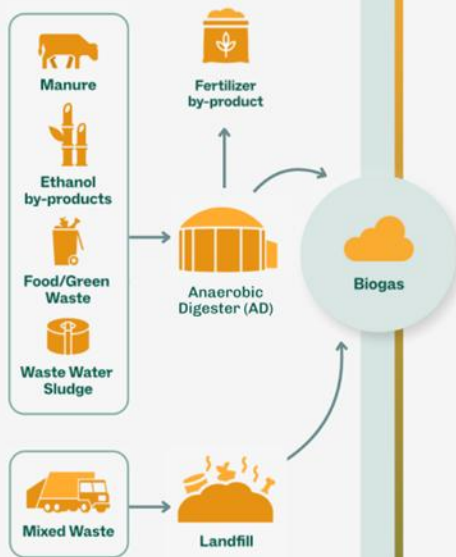 Manure
Ethanol
by-products
Food/Green
Waste
Waste Water
Sludge
Fertilizer
by-product
Anaerobic
Digester (AD)
Biogas
Mixed Waste
Landfill